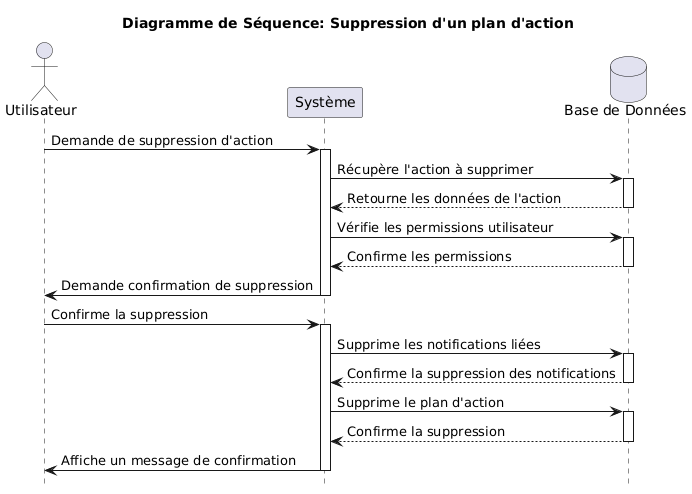 Diagramme de Séquence: Suppression d'un plan d'action
Utilisateur
Système
Base de Données
Demande de suppression d'action
Récupère l'action à supprimer
Retourne les données de l'action
Vérifie les permissions utilisateur
Confirme les permissions
Demande confirmation de suppression
Confirme la suppression
Supprime les notifications liées
Confirme la suppression des notifications
Supprime le plan d'action
Confirme la suppression
Affiche un message de confirmation